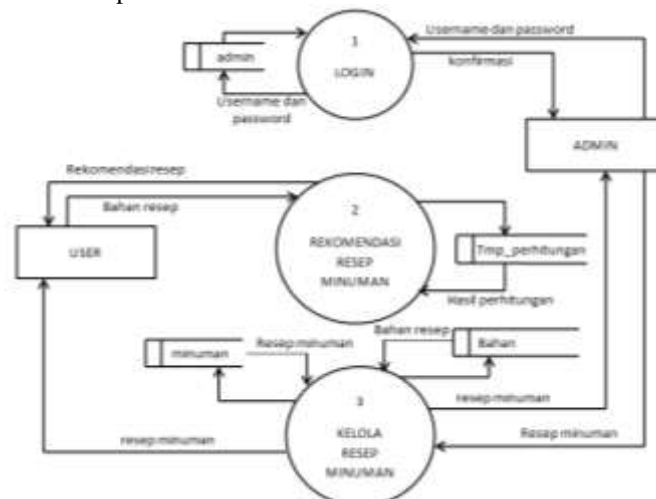 1
LOGIN
admin
Username dan password
konfirmasi
Username dan
password
ADMIN
Rekomendasi resep
Bahan resep
USER
2
REKOMENDASI
RESEP
MINUMAN
Tmp_perhitungan
Hasil perhitungan
minuman
Resep minuman
Bahan resep
Bahan
3
KELOLA
RESEP
MINUMAN
resep minuman
resep minuman
Resep minuman